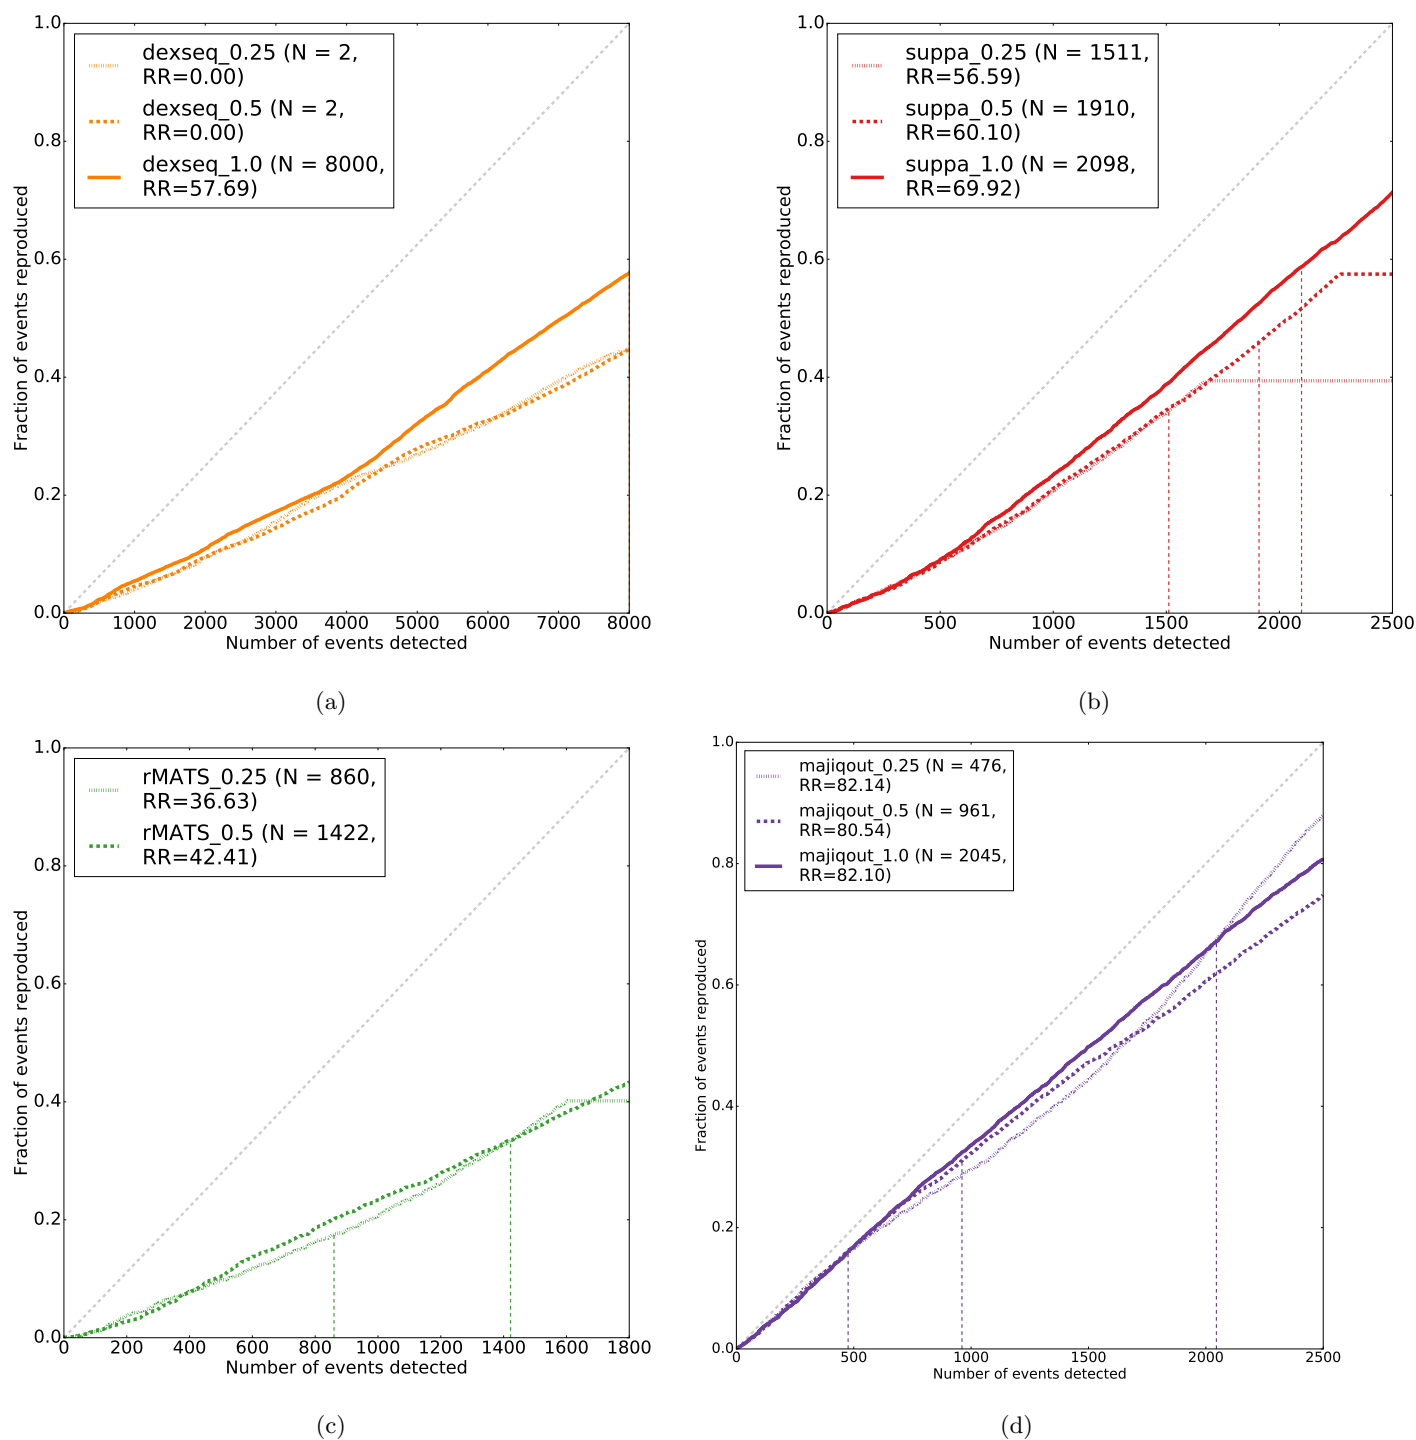 1.0
0.8
0.6
0.4
0.2
0.0
Fraction of events reproduced
dexseq_0.25 (N = 2,
RR=0.00)
dexseq_0.5 (N = 2,
RR=0.00)
dexseq_1.0 (N = 8000,
RR=57.69)
0 1000 2000 3000 4000 5000 6000 7000 8000
Number of events detected
(a)
1.0
0.8
0.6
0.4
0.2
0.0
Fraction of events reproduced
suppa_0.25 (N = 1511,
RR=56.59)
suppa_0.5 (N = 1910,
RR=60.10)
suppa_1.0 (N = 2098,
RR=69.92)
0 500 1000 1500 2000 2500
Number of events detected
(b)
1.0
0.8
0.6
0.4
0.2
0.0
Fraction of events reproduced
rMATS_0.25 (N = 860,
RR=36.63)
rMATS_0.5 (N = 1422,
RR=42.41)
0 200 400 600 800 1000 1200 1400 1600 1800
Number of events detected
(c)
1.0
0.8
0.6
0.4
0.2
0.0
Fraction of events reproduced
majiqout_0.25 (N = 476,
RR=82.14)
majiqout_0.5 (N = 961,
RR=80.54)
majiqout_1.0 (N = 2045,
RR=82.10)
0 500 1000 1500 2000 2500
Number of events detected
(d)